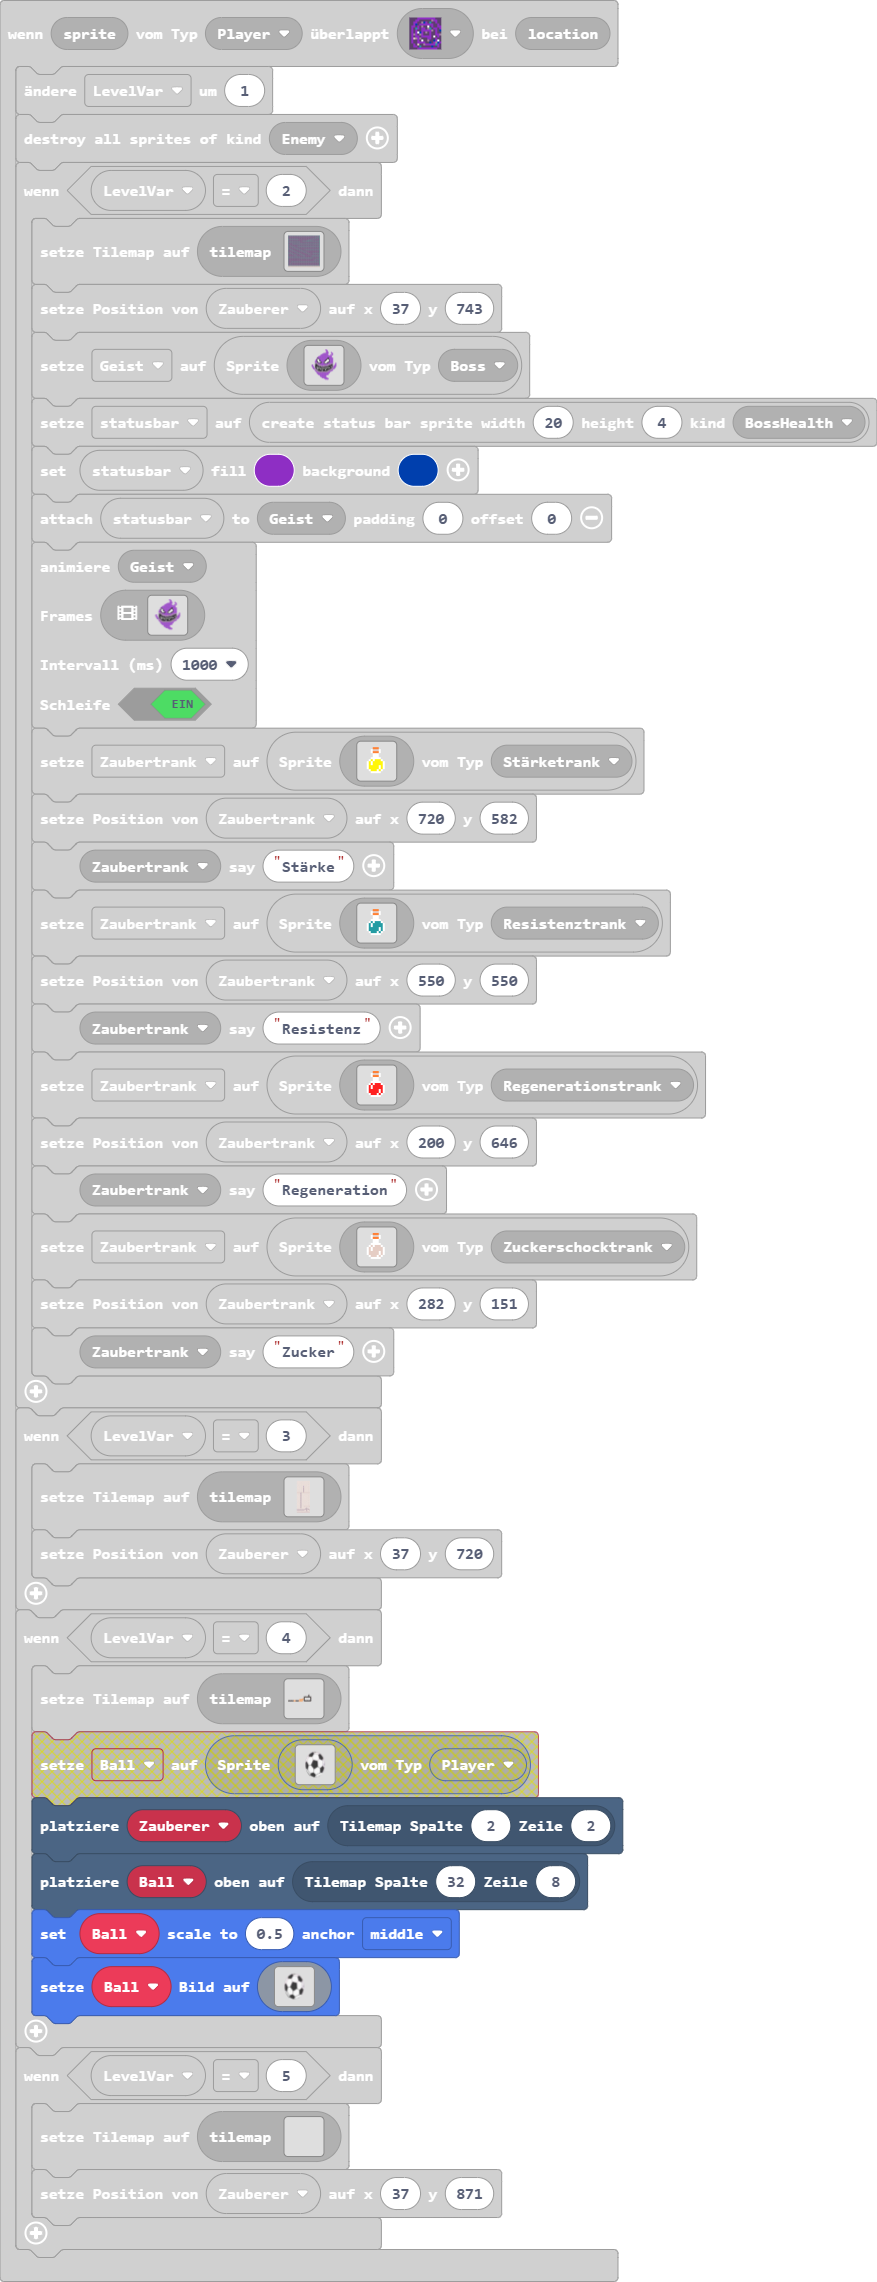 wenn sprite vom Typ Player überlappt bei location
ändere LevelVar um 1
destroy all sprites of kind Enemy
wenn LevelVar = 2 dann
setze Tilemap auf tilemap
setze Position von Zauberer auf x 37 y 743
setze Geist auf Sprite vom Typ Boss
setze statusbar auf create status bar sprite width 20 height 4 kind BossHealth
set statusbar fill background
attach statusbar to Geist padding 0 offset 0
animiere Geist
Frames
Intervall (ms) 1000
Schleife EIN
setze Zaubertrank auf Sprite vom Typ Stärketrank
setze Position von Zaubertrank auf x 720 y 582
Zaubertrank say "Stärke"
setze Zaubertrank auf Sprite vom Typ Resistenztrank
setze Position von Zaubertrank auf x 550 y 550
Zaubertrank say "Resistenz"
setze Zaubertrank auf Sprite vom Typ Regenerationstrank
setze Position von Zaubertrank auf x 200 y 646
Zaubertrank say "Regeneration"
setze Zaubertrank auf Sprite vom Typ Zuckerschocktrank
setze Position von Zaubertrank auf x 282 y 151
Zaubertrank say "Zucker"
wenn LevelVar = 3 dann
setze Tilemap auf tilemap
setze Position von Zauberer auf x 37 y 720
wenn LevelVar = 4 dann
setze Tilemap auf tilemap
setze Ball auf Sprite vom Typ Player
platziere Zauberer oben auf Tilemap Spalte 2 Zeile 2
platziere Ball oben auf Tilemap Spalte 32 Zeile 8
set Ball scale to 0.5 anchor middle
setze Ball Bild auf
wenn LevelVar = 5 dann
setze Tilemap auf tilemap
setze Position von Zauberer auf x 37 y 871